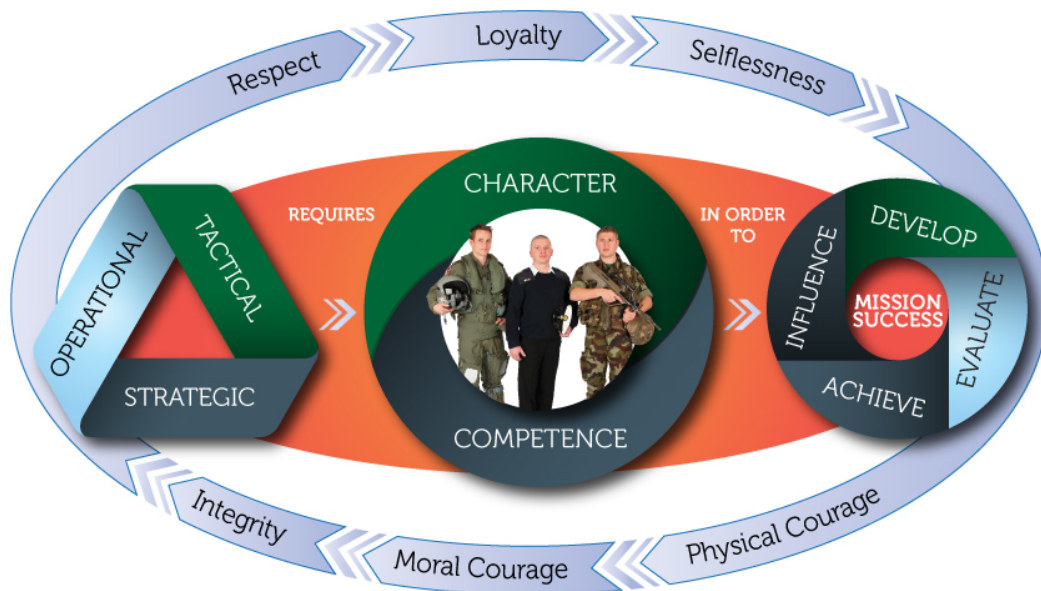 Respect
Loyalty
Selflessness
OPERATIONAL
TACTICAL
STRATEGIC
REQUIRES
CHARACTER
COMPETENCE
IN ORDER
TO
INFLUENCE
DEVELOP
EVALUATE
ACHIEVE
MISSION
SUCCESS
Physical Courage
Moral Courage
Integrity